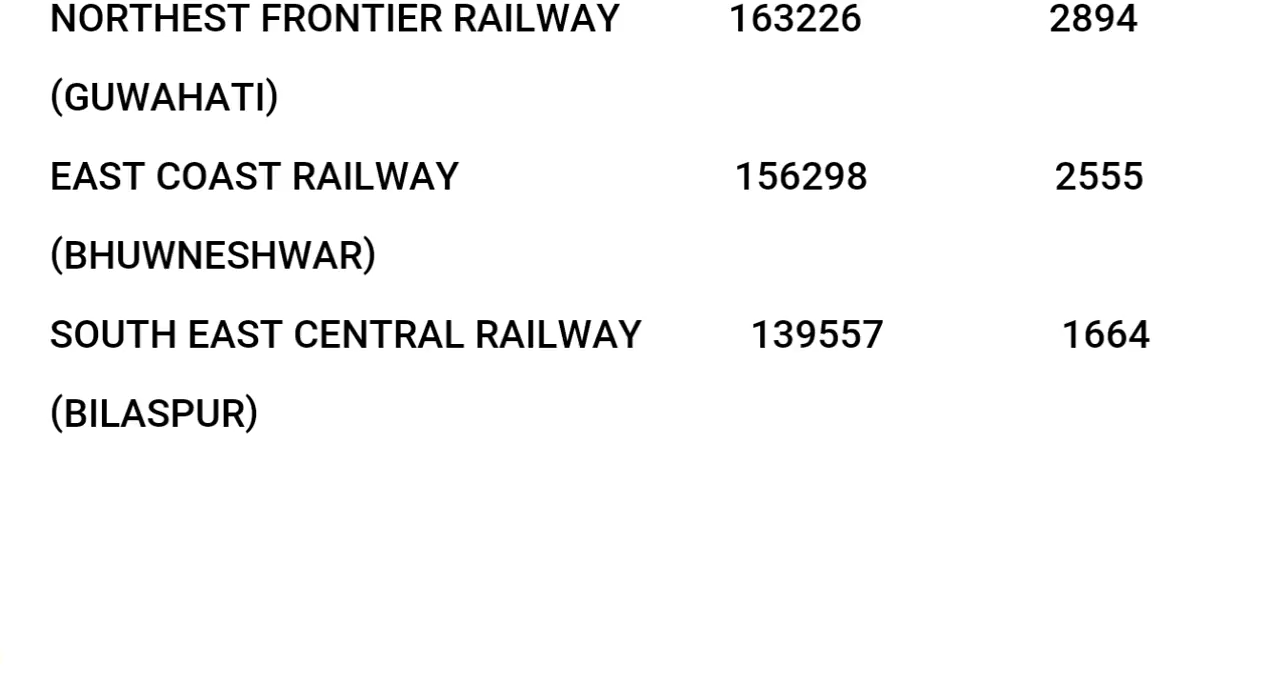 NORTHEST FRONTIER RAILWAY 163226 2894
(GUWAHATI)
EAST COAST RAILWAY 156298 2555
(BHUWNESHWAR)
SOUTH EAST CENTRAL RAILWAY 139557 1664
(BILASPUR)